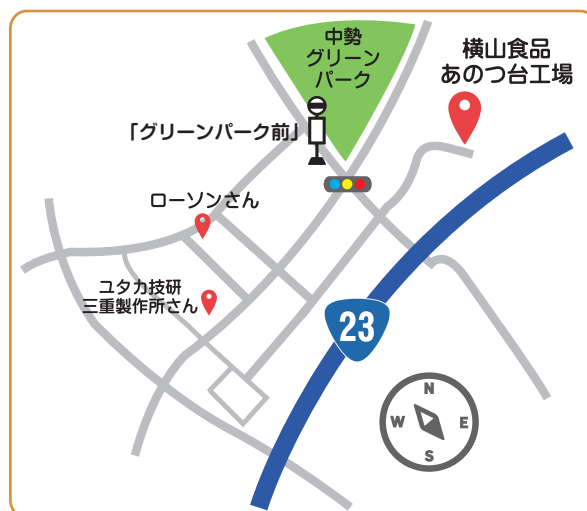 中勢
グリーン
パーク
横山食品
あのつ台工場
「グリーンパーク前」
ローソンさん
ユタカ技研
三重製作所さん
23
N
W
E
S